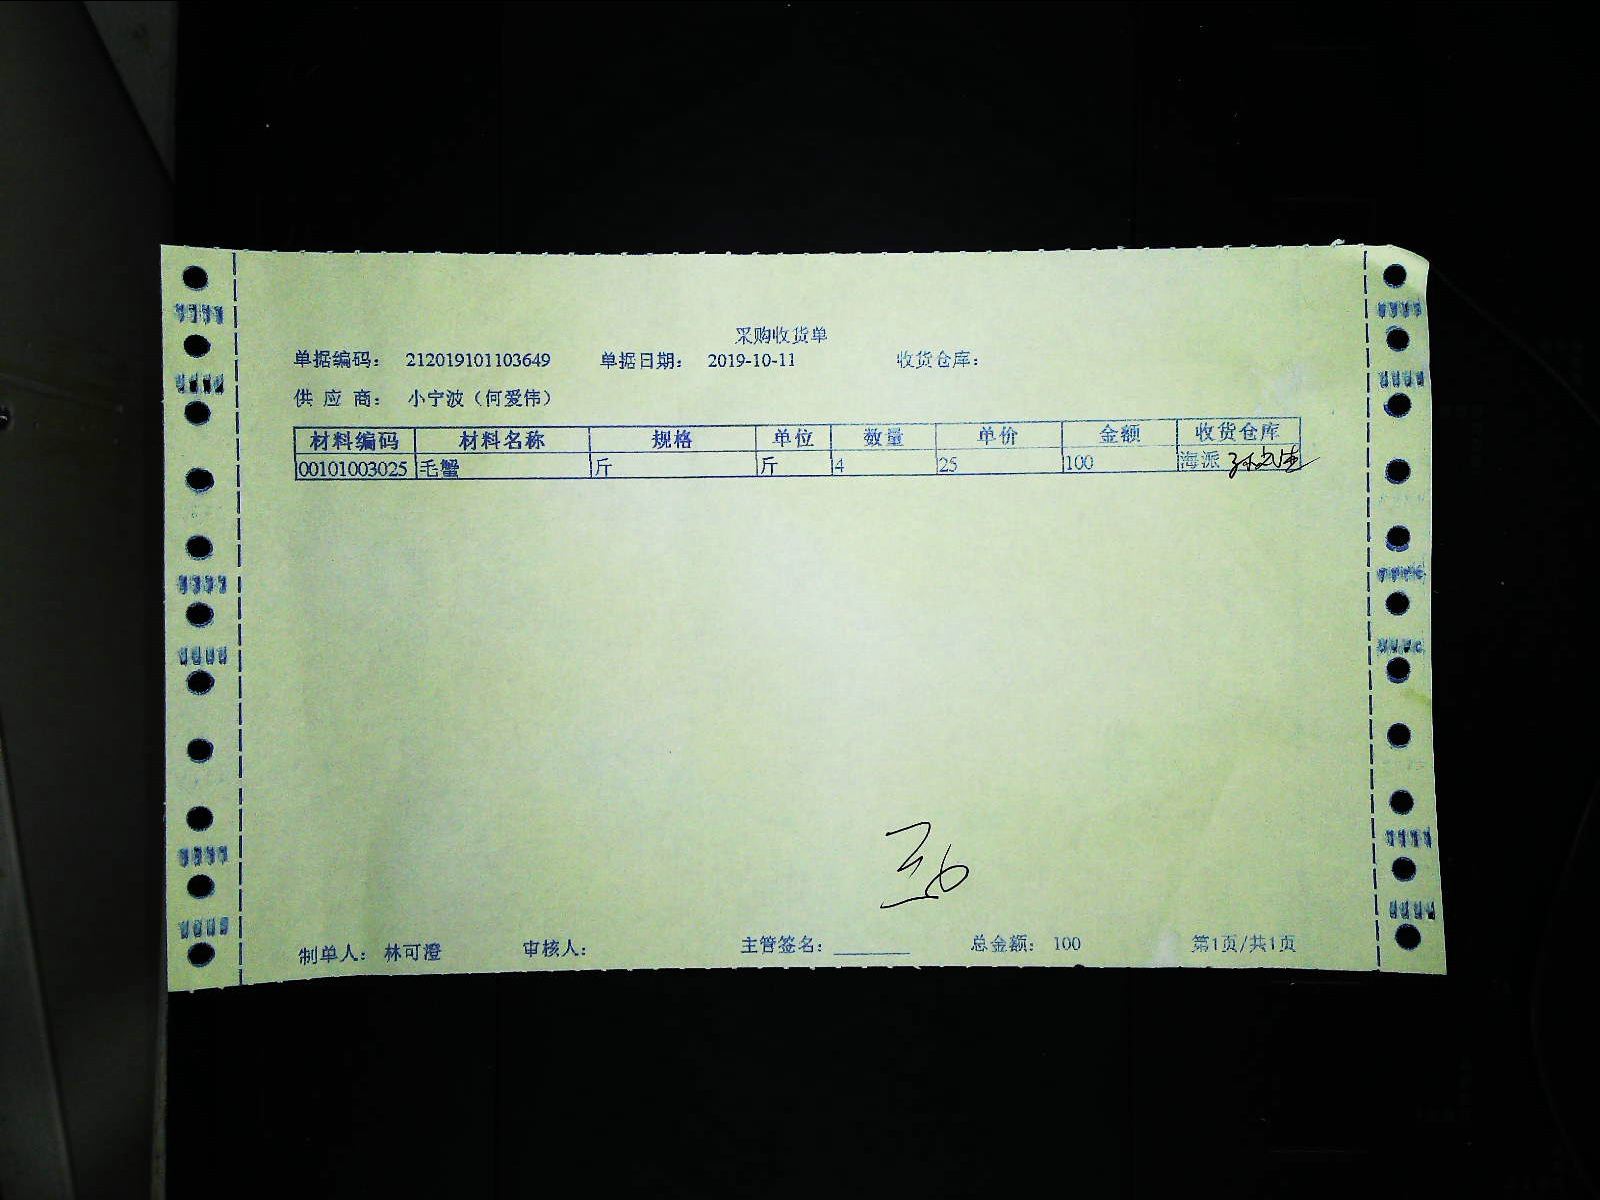 采购收货单
单据编码： 212019101103649 单据日期： 2019-10-11 收货仓库：
供 应 商： 小宁波（何爱伟）
材料编码 材料名称 规格 单位 数量 单价 金额 收货仓库
00101003025 毛蟹 斤 斤 4 25 100 海派
制单人： 林可澄 审核人： 主管签名： 总金额： 100 第1页/共1页